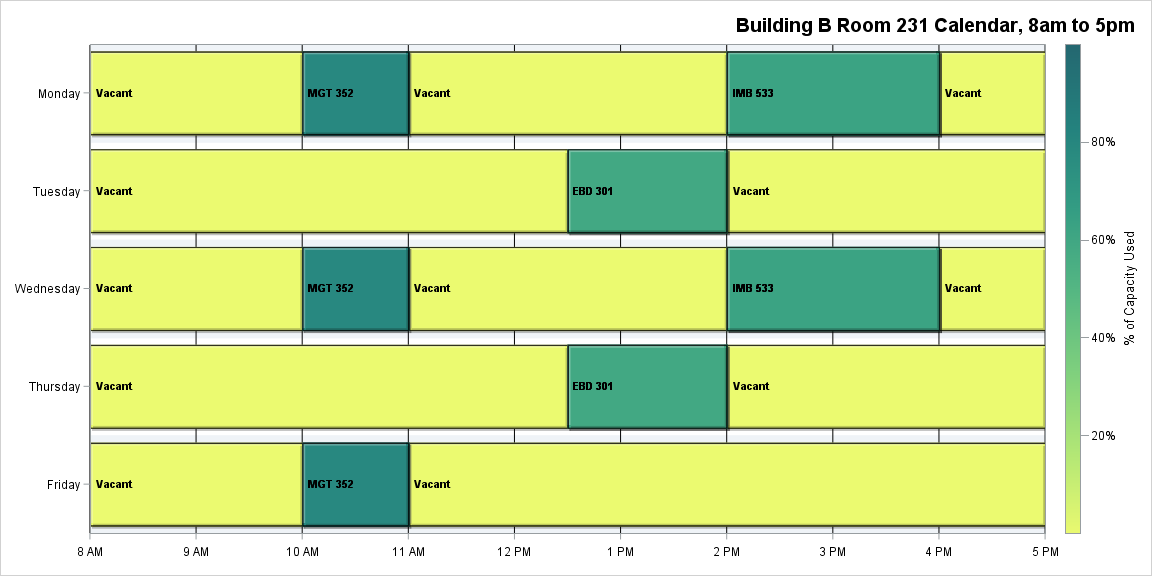 Building B Room 231 Calendar, 8am to 5pm
Monday Vacant MGT 352 Vacant IMB 533 Vacant
Tuesday Vacant EBD 301 Vacant
Wednesday Vacant MGT 352 Vacant IMB 533 Vacant
Thursday Vacant EBD 301 Vacant
Friday Vacant MGT 352 Vacant
8 AM 9 AM 10 AM 11 AM 12 PM 1 PM 2 PM 3 PM 4 PM 5 PM
80%
60%
40%
20%
% of Capacity Used